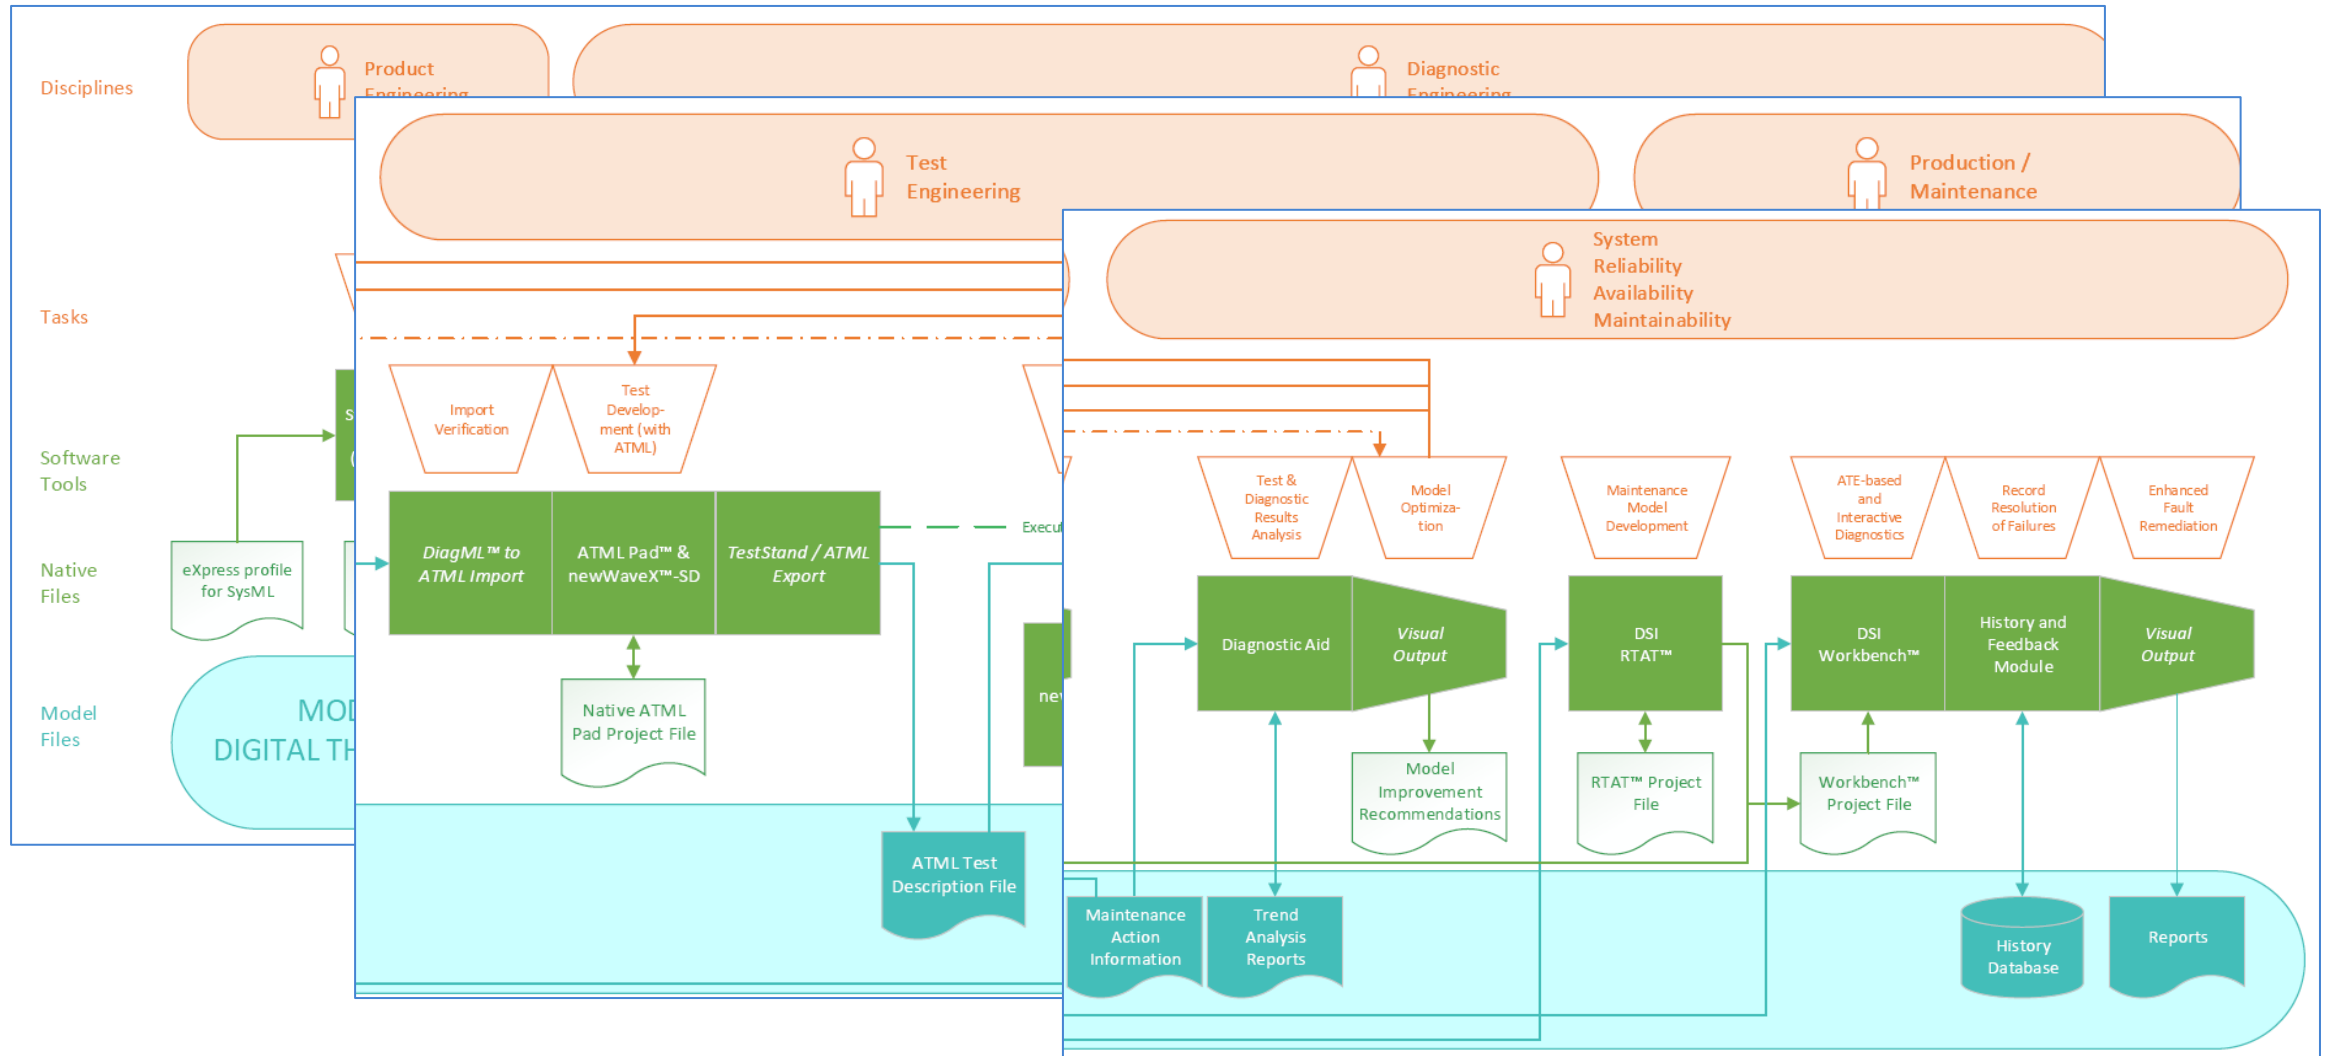 Disciplines
Product
Engineering
Diagnostic
Engineering
Tasks
Software
Tools
Native
Files
Model
Files
eXpress profile
for SysML
DIGITAL
Test
Engineering
Production /
Maintenance
Import
Verification
Test
Develop-
ment (with
ATML)
DiagML™ to
ATML Import
ATML Pad™ &
newWaveX™-SD
TestStand / ATML
Export
Native ATML
Pad Project File
ATML Test
Description File
System
Reliability
Availability
Maintainability
Test &
Diagnostic
Results
Analysis
Model
Optimiza-
tion
Maintenance
Model
Development
ATE-based
and
Interactive
Diagnostics
Record
Resolution
of Failures
Enhanced
Fault
Remediation
Diagnostic Aid
Visual
Output
DSI
RTAT™
DSI
Workbench™
History and
Feedback
Module
Visual
Output
Model
Improvement
Recommendations
RTAT™ Project
File
Workbench™
Project File
Maintenance
Action
Information
Trend
Analysis
Reports
History
Database
Reports